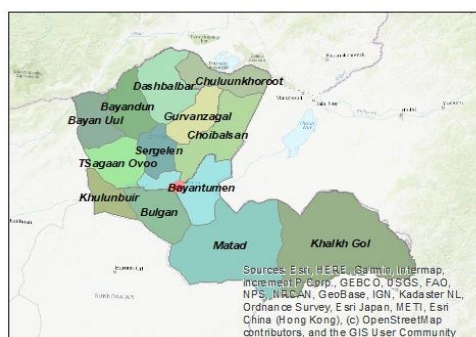 Chuluunkhoroot
Dashbalbar
Bayandun
Gurvanzagal
Bayan Uul
Choibalsan
Sergelen
TSagaan Ovoo
Bayantumen
Khulunbuir
Bulgan
Matad
Khalkh Gol
Sources: Esri, HERE, Garmin, Intermap,
increment P Corp., GEBCO, USGS, FAO,
NPS, NRCAN, GeoBase, IGN, Kadaster NL,
Ordnance Survey, Esri Japan, METI, Esri
China (Hong Kong), (c) OpenStreetMap
contributors, and the GIS User Community